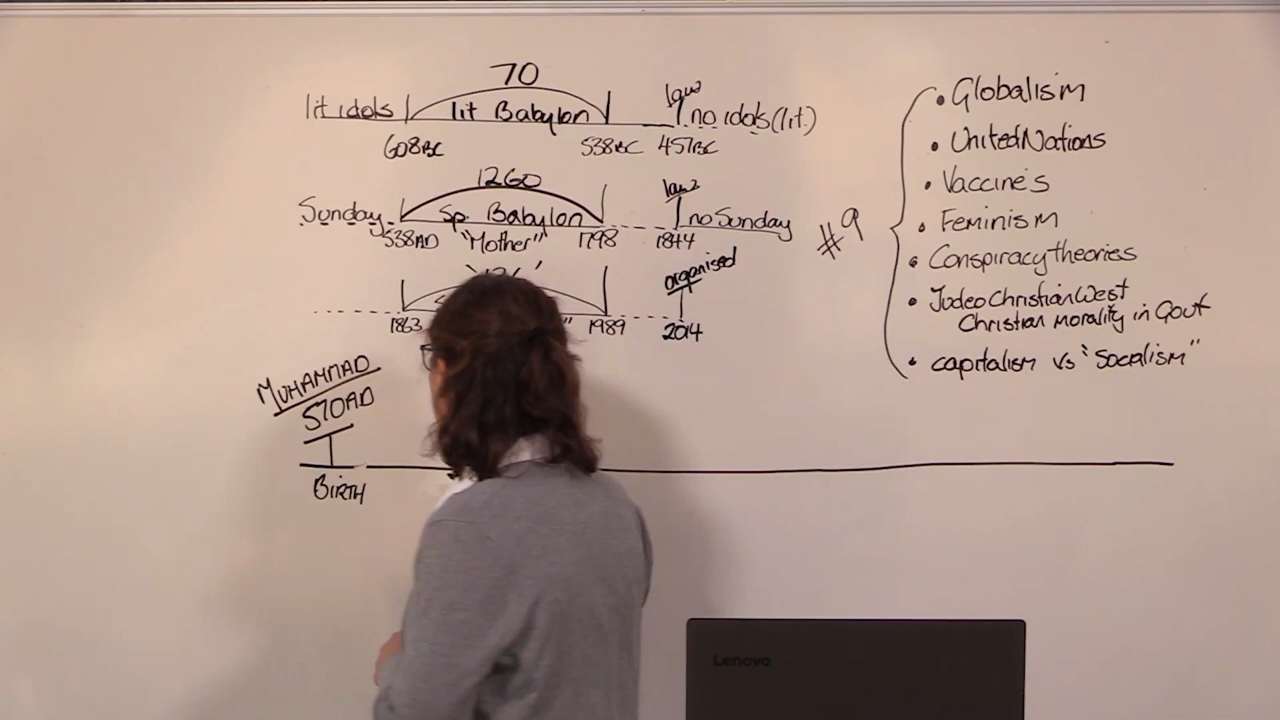 70
lit idols lit Babylon law no idols (lit.)
608BC 538BC 457BC
1260
Sunday Sp. Babylon law no Sunday
538AD "Mother" 1798 1844
organised
1863 1989 2014
MUHAMMAD
570AD
BIRTH
#9
• Globalism
• United Nations
• Vaccine's
• Feminism
• Conspiracy theories
• Judeo Christian West
Christian morality in Gout
• capitalism vs "Socialism"
Lenovo